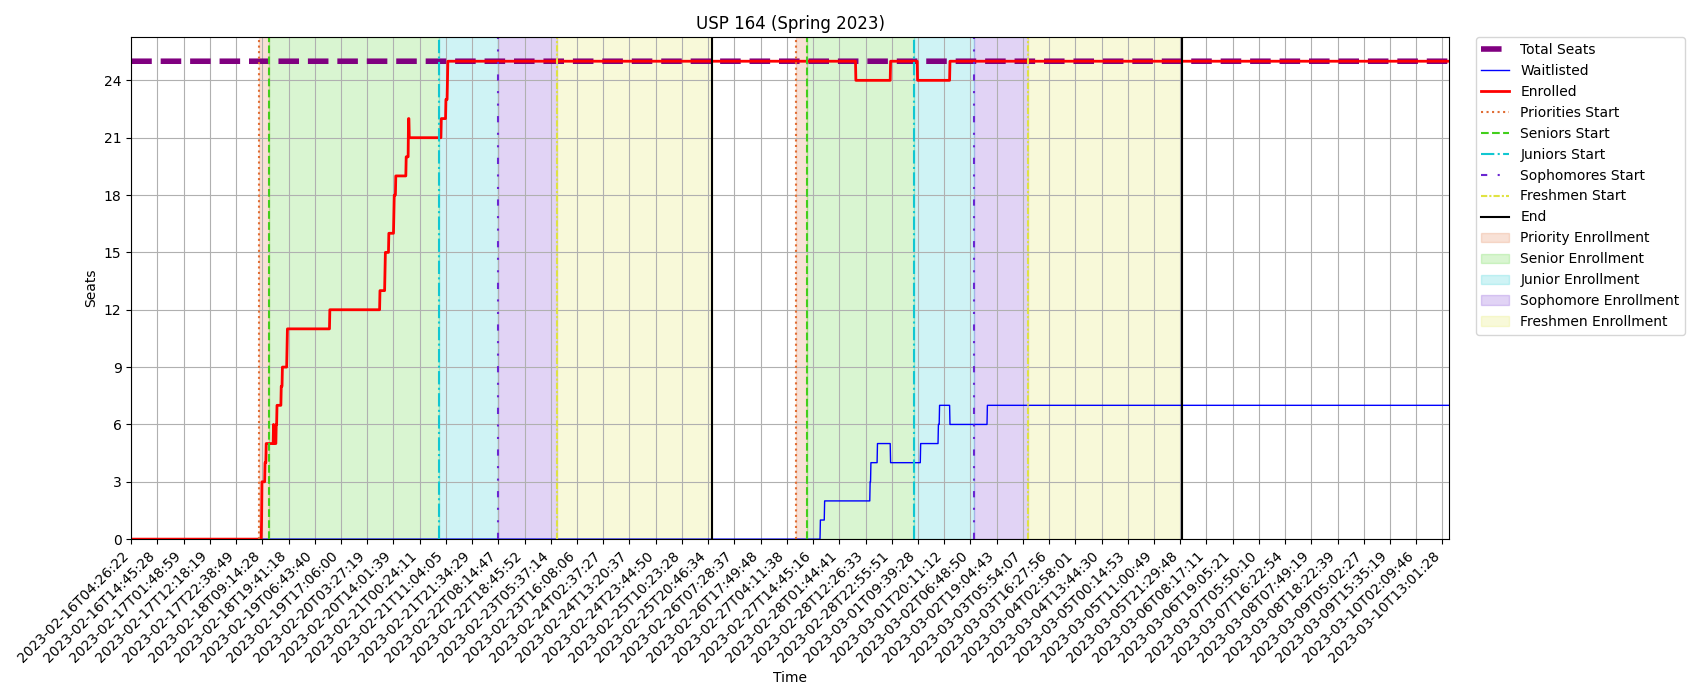 USP 164 (Spring 2023)
Total Seats
Waitlisted
Enrolled
Priorities Start
Seniors Start
Juniors Start
Sophomores Start
Freshmen Start
End
Priority Enrollment
Senior Enrollment
Junior Enrollment
Sophomore Enrollment
Freshmen Enrollment
Seats
24
21
18
15
12
9
6
3
0
2023-02-16T04:26:22
2023-02-16T14:45:28
2023-02-17T01:48:59
2023-02-17T12:18:19
2023-02-17T22:38:49
2023-02-18T09:14:28
2023-02-18T19:41:18
2023-02-19T06:43:40
2023-02-19T17:06:00
2023-02-20T03:27:19
2023-02-20T14:01:39
2023-02-21T00:24:11
2023-02-21T11:04:05
2023-02-21T21:34:29
2023-02-22T08:14:47
2023-02-22T18:45:52
2023-02-23T05:37:14
2023-02-23T16:08:06
2023-02-24T02:37:27
2023-02-24T13:20:37
2023-02-24T23:44:50
2023-02-25T10:23:28
2023-02-25T20:46:34
2023-02-26T07:28:37
2023-02-26T17:49:48
2023-02-27T04:11:38
2023-02-27T14:45:16
2023-02-28T01:44:41
2023-02-28T12:26:33
2023-02-28T22:55:51
2023-03-01T09:39:28
2023-03-01T20:11:12
2023-03-02T06:48:50
2023-03-02T19:04:43
2023-03-03T05:54:07
2023-03-03T16:27:56
2023-03-04T02:58:01
2023-03-04T13:44:30
2023-03-05T00:14:53
2023-03-05T11:00:49
2023-03-05T21:29:48
2023-03-06T08:17:11
2023-03-06T19:05:21
2023-03-07T05:50:10
2023-03-07T16:22:54
2023-03-08T07:49:19
2023-03-08T18:22:39
2023-03-09T05:02:27
2023-03-09T15:35:19
2023-03-10T02:09:46
2023-03-10T13:01:28
Time